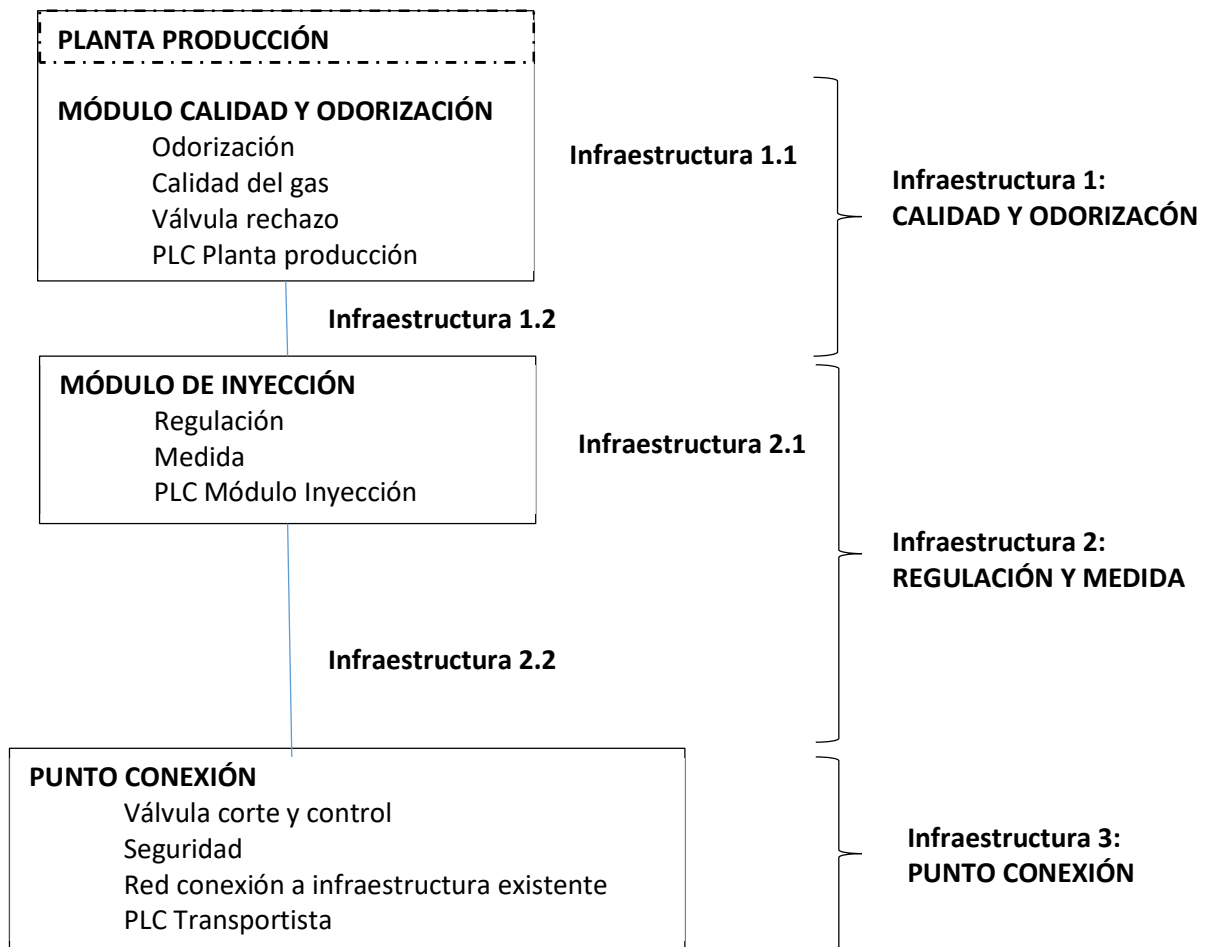 PLANTA PRODUCCIÓN
MÓDULO CALIDAD Y ODORIZACIÓN
Odorización
Calidad del gas
Válvula rechazo
PLC Planta producción
Infraestructura 1.1
Infraestructura 1:
CALIDAD Y ODORIZACÓN
Infraestructura 1.2
MÓDULO DE INYECCIÓN
Regulación
Medida
PLC Módulo Inyección
Infraestructura 2.1
Infraestructura 2:
REGULACIÓN Y MEDIDA
Infraestructura 2.2
PUNTO CONEXIÓN
Válvula corte y control
Seguridad
Red conexión a infraestructura existente
PLC Transportista
Infraestructura 3:
PUNTO CONEXIÓN